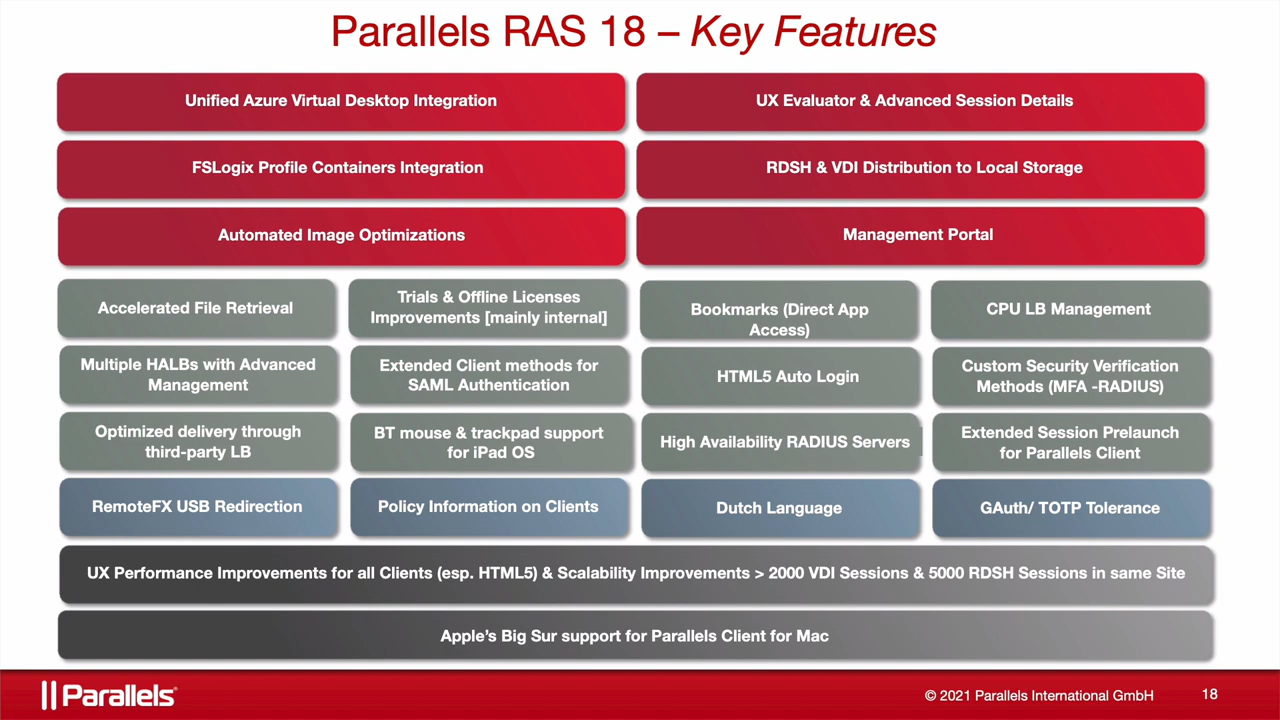 Parallels RAS 18 – Key Features
Unified Azure Virtual Desktop Integration
UX Evaluator & Advanced Session Details
FSLogix Profile Containers Integration
RDSH & VDI Distribution to Local Storage
Automated Image Optimizations
Management Portal
Accelerated File Retrieval
Trials & Offline Licenses
Improvements [mainly internal]
Bookmarks (Direct App
Access)
CPU LB Management
Multiple HALBs with Advanced
Management
Extended Client methods for
SAML Authentication
HTML5 Auto Login
Custom Security Verification
Methods (MFA -RADIUS)
Optimized delivery through
third-party LB
BT mouse & trackpad support
for iPad OS
High Availability RADIUS Servers
Extended Session Prelaunch
for Parallels Client
RemoteFX USB Redirection
Policy Information on Clients
Dutch Language
GAuth/ TOTP Tolerance
UX Performance Improvements for all Clients (esp. HTML5) & Scalability Improvements > 2000 VDI Sessions & 5000 RDSH Sessions in same Site
Apple’s Big Sur support for Parallels Client for Mac
Parallels®
© 2021 Parallels International GmbH
18